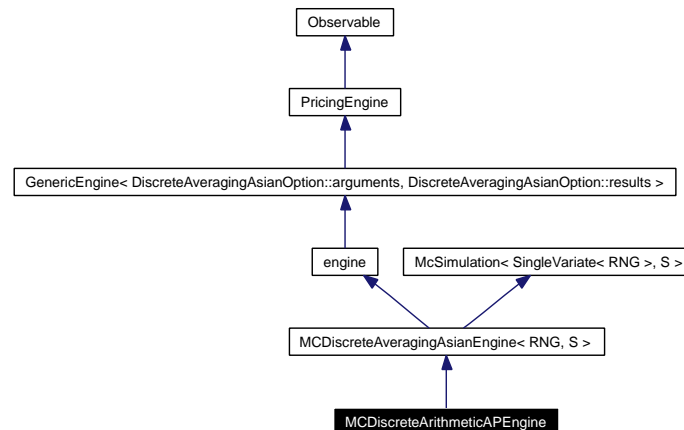 Observable
PricingEngine
GenericEngine< DiscreteAveragingAsianOption::arguments, DiscreteAveragingAsianOption::results >
engine
McSimulation< SingleVariate< RNG >, S >
MCDiscreteAveragingAsianEngine< RNG, S >
MCDiscreteArithmeticAPEngine